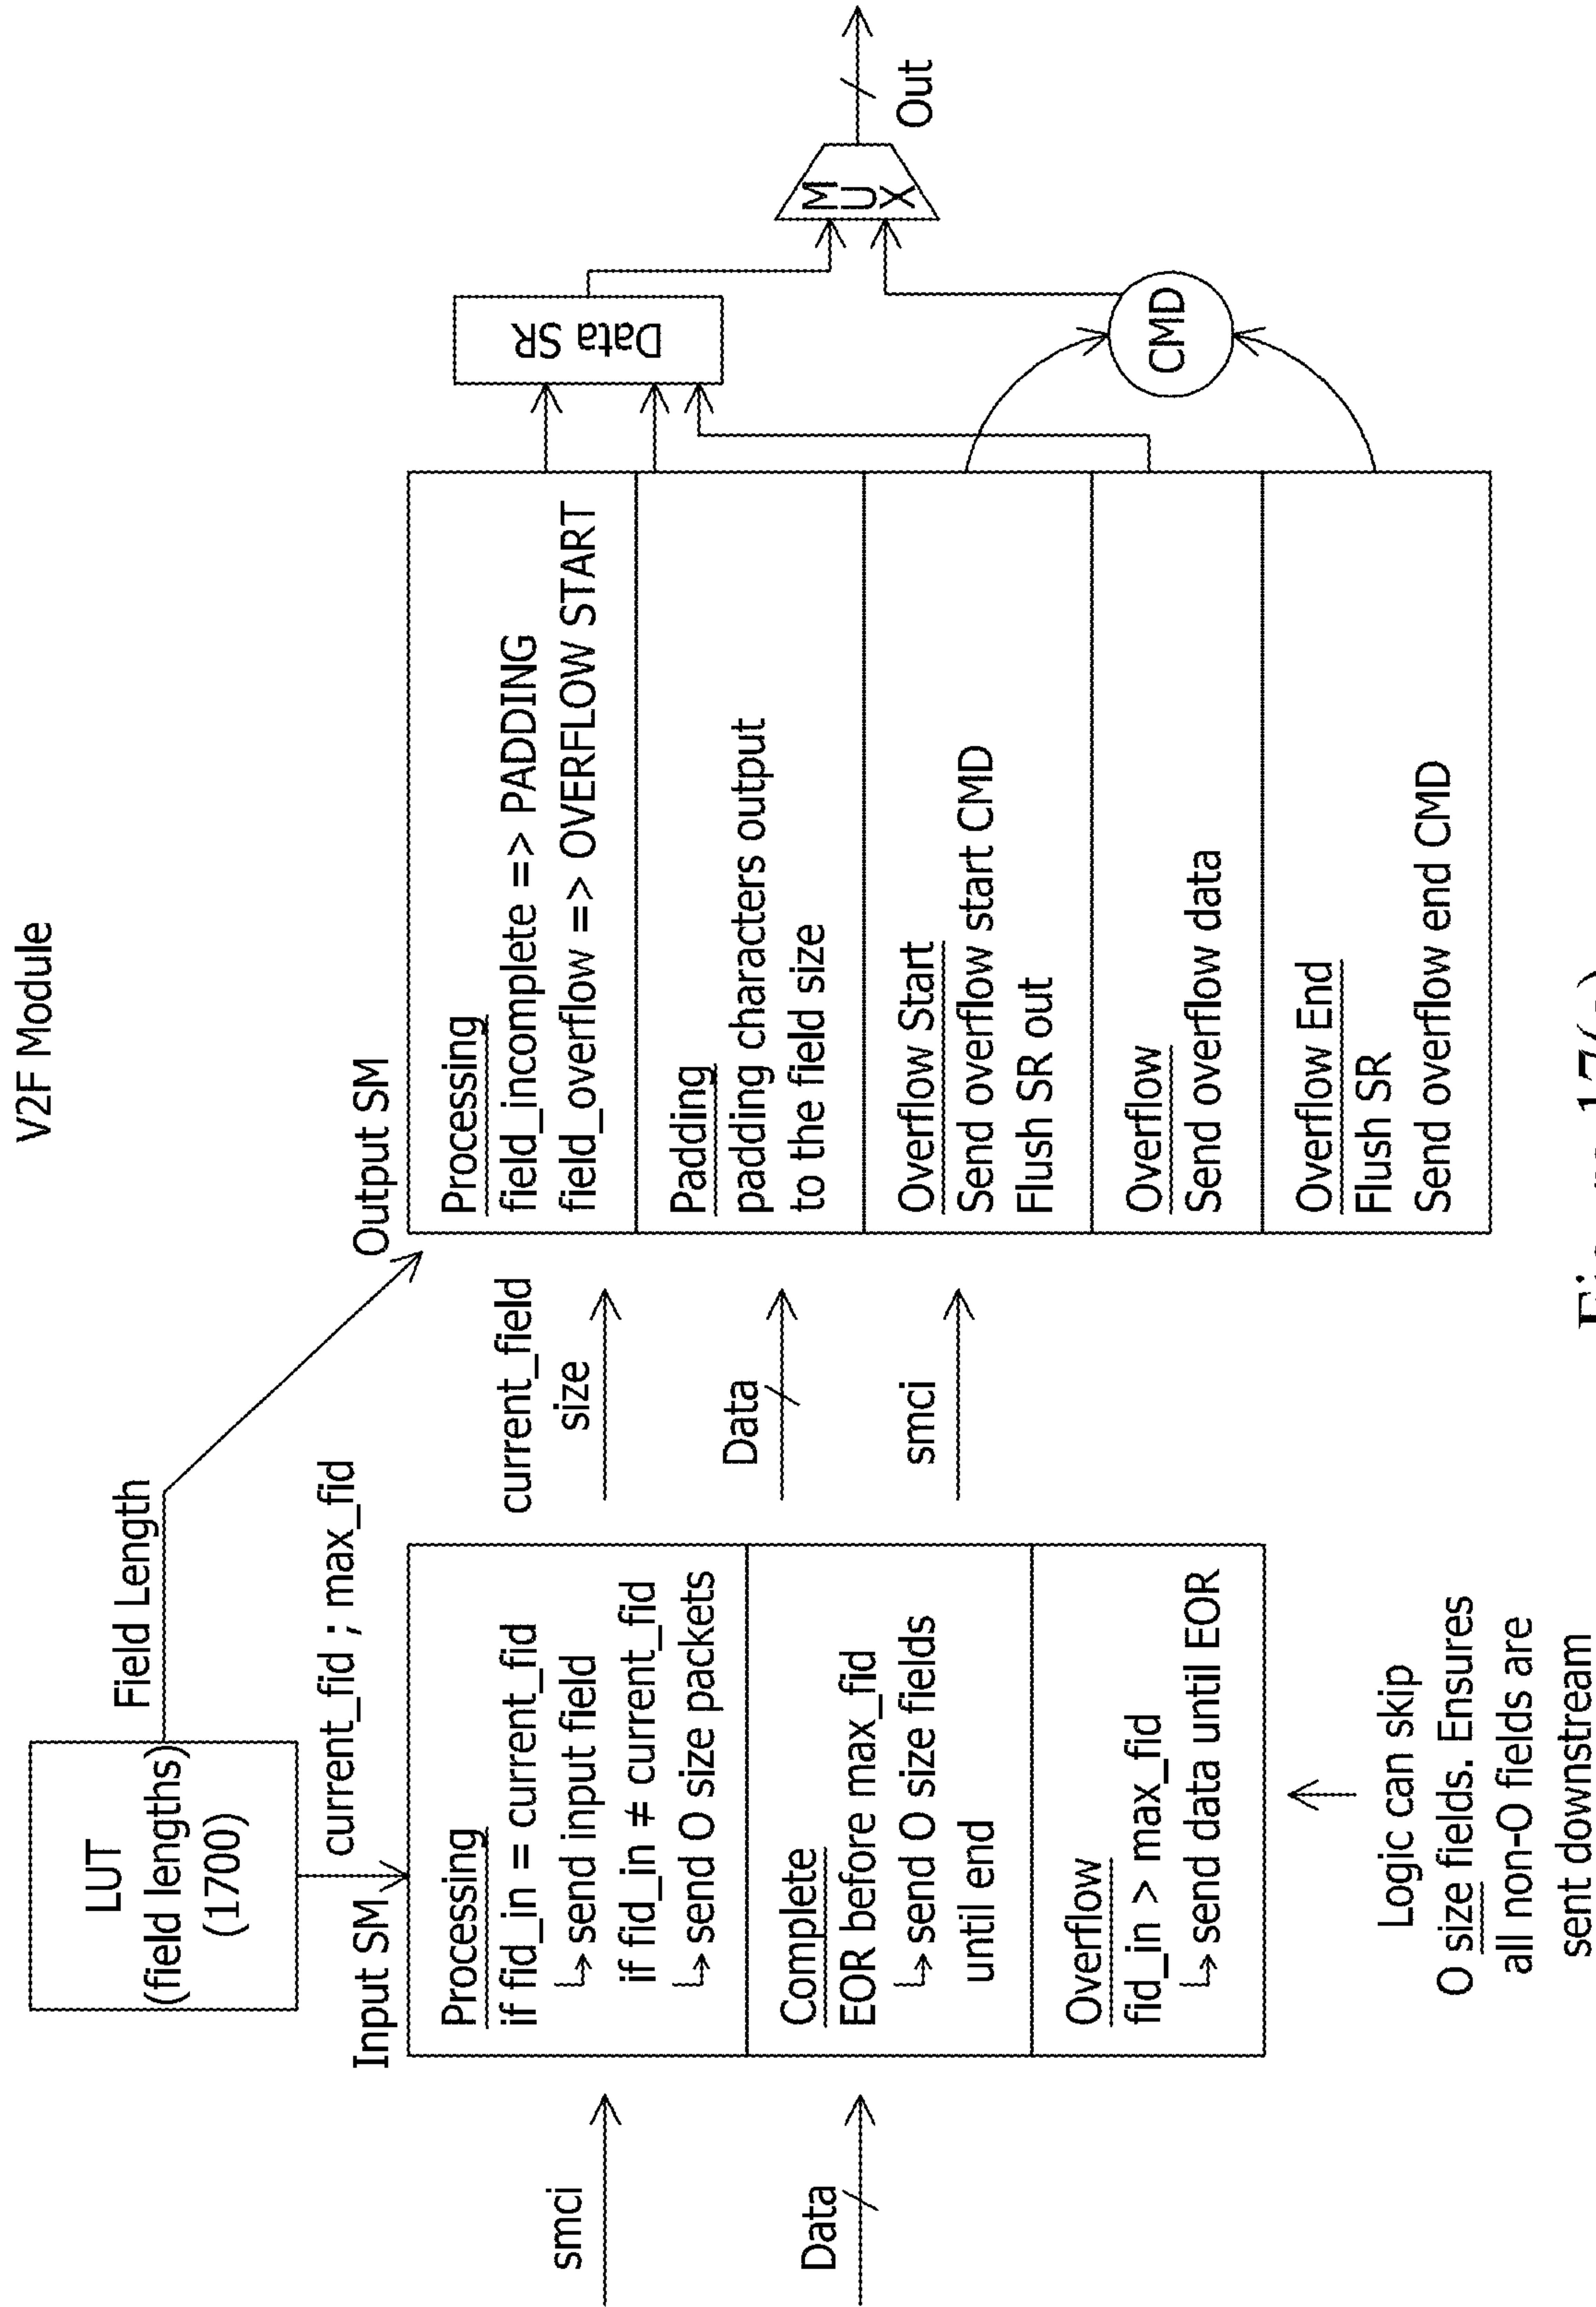 V2F Module
LUT
(field lengths)
(1700)
Field Length
current_fid ; max_fid
Input SM
smci
Data
Processing
if fid_in = current_fid
↳ send input field
if fid_in ≠ current_fid
↳ send O size packets
Complete
EOR before max_fid
↳ send O size fields
until end
Overflow
fid_in > max_fid
↳ send data until EOR
Logic can skip
O size fields. Ensures
all non-O fields are
sent downstream
current_field
size
Data
smci
Output SM
Processing
field_incomplete => PADDING
field_overflow => OVERFLOW START
Padding
padding characters output
to the field size
Overflow Start
Send overflow start CMD
Flush SR out
Overflow
Send overflow data
Overflow End
Flush SR
Send overflow end CMD
Data SR
CMD
MUX
Out